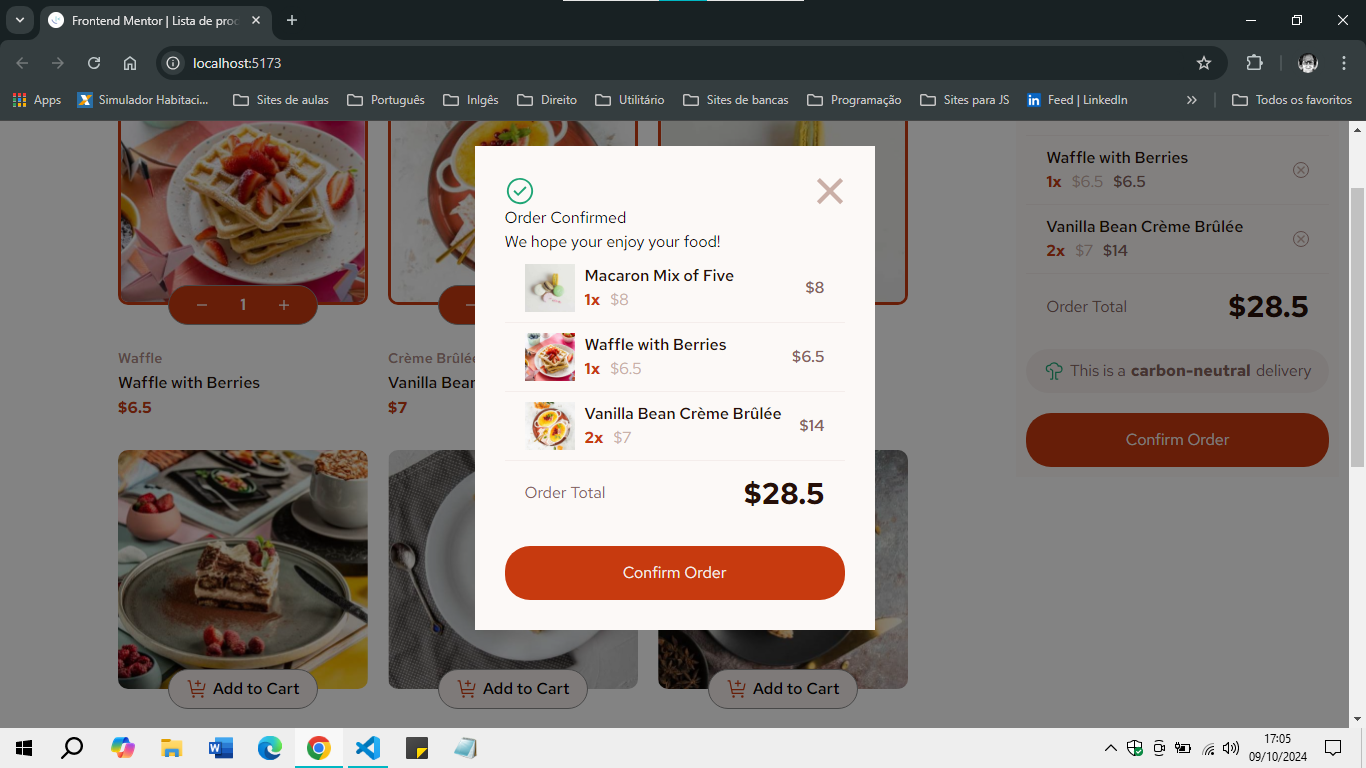 Frontend Mentor | Lista de proc
localhost:5173
Apps
Simulador Habitaci...
Sites de aulas
Português
Inlgês
Direito
Utilitário
Sites de bancas
Programação
Sites para JS
in Feed | LinkedIn
Todos os favoritos
Order Confirmed
We hope your enjoy your food!
Macaron Mix of Five
1x $8
$8
Waffle with Berries
1x $6.5
$6.5
Vanilla Bean Crème Brûlée
2x $7
$14
Order Total
$28.5
Confirm Order
1
Waffle
Waffle with Berries
$6.5
Crème Brûlée
Vanilla Bean
$7
Add to Cart
Add to Cart
Add to Cart
Waffle with Berries
1x $6.5 $6.5
Vanilla Bean Crème Brûlée
2x $7 $14
Order Total
$28.5
This is a carbon-neutral delivery
Confirm Order
17:05
09/10/2024